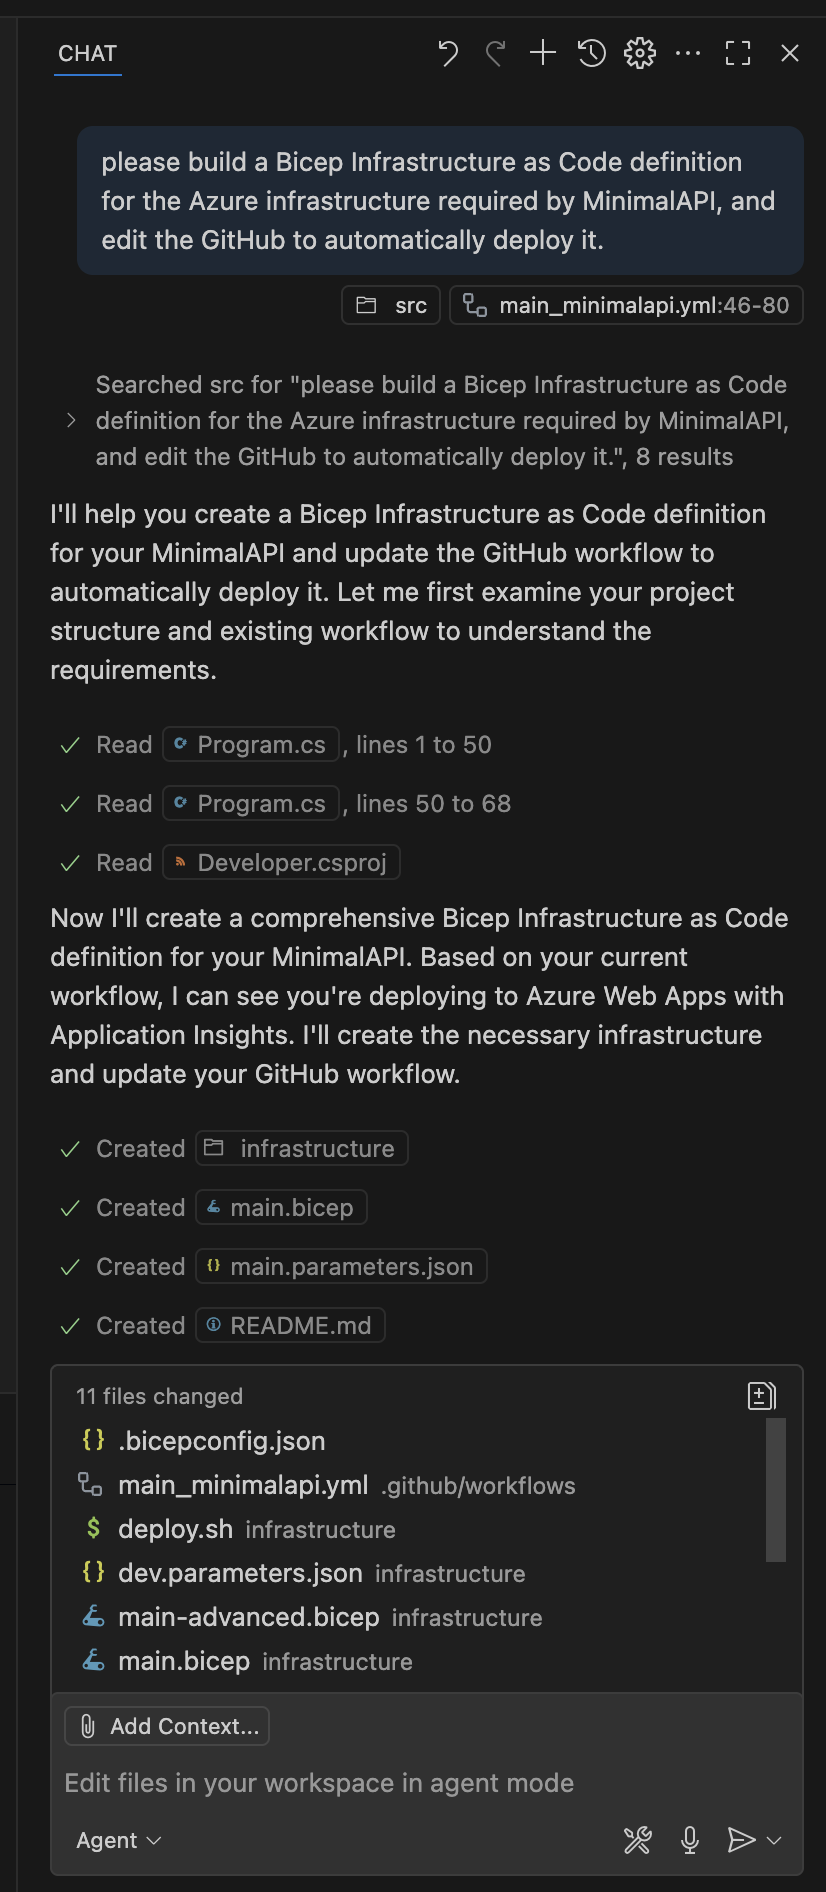 CHAT
please build a Bicep Infrastructure as Code definition
for the Azure infrastructure required by MinimalAPI, and
edit the GitHub to automatically deploy it.
src
main_minimalapi.yml:46-80
Searched src for "please build a Bicep Infrastructure as Code
definition for the Azure infrastructure required by MinimalAPI,
and edit the GitHub to automatically deploy it.", 8 results
I'll help you create a Bicep Infrastructure as Code definition
for your MinimalAPI and update the GitHub workflow to
automatically deploy it. Let me first examine your project
structure and existing workflow to understand the
requirements.
Read Program.cs, lines 1 to 50
Read Program.cs, lines 50 to 68
Read Developer.csproj
Now I'll create a comprehensive Bicep Infrastructure as Code
definition for your MinimalAPI. Based on your current
workflow, I can see you're deploying to Azure Web Apps with
Application Insights. I'll create the necessary infrastructure
and update your GitHub workflow.
Created infrastructure
Created main.bicep
Created main.parameters.json
Created README.md
11 files changed
.bicepconfig.json
main_minimalapi.yml .github/workflows
deploy.sh infrastructure
dev.parameters.json infrastructure
main-advanced.bicep infrastructure
main.bicep infrastructure
Add Context...
Edit files in your workspace in agent mode
Agent